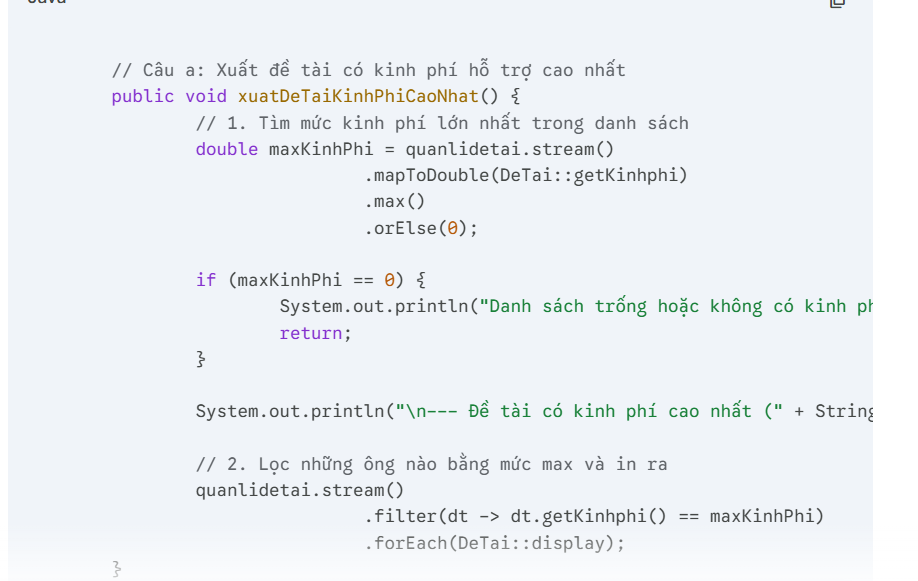 Java
// Câu a: Xuất đề tài có kinh phí hỗ trợ cao nhất
public void xuatDeTaiKinhPhiCaoNhat() {
// 1. Tìm mức kinh phí lớn nhất trong danh sách
double maxKinhPhi = quanlidetai.stream()
.mapToDouble(DeTai::getKinhphi)
.max()
.orElse(0);
if (maxKinhPhi == 0) {
System.out.println("Danh sách trống hoặc không có kinh ph
return;
}
System.out.println("\n--- Đề tài có kinh phí cao nhất (" + String
// 2. Lọc những ông nào bằng mức max và in ra
quanlidetai.stream()
.filter(dt -> dt.getKinhphi() == maxKinhPhi)
.forEach(DeTai::display);
}